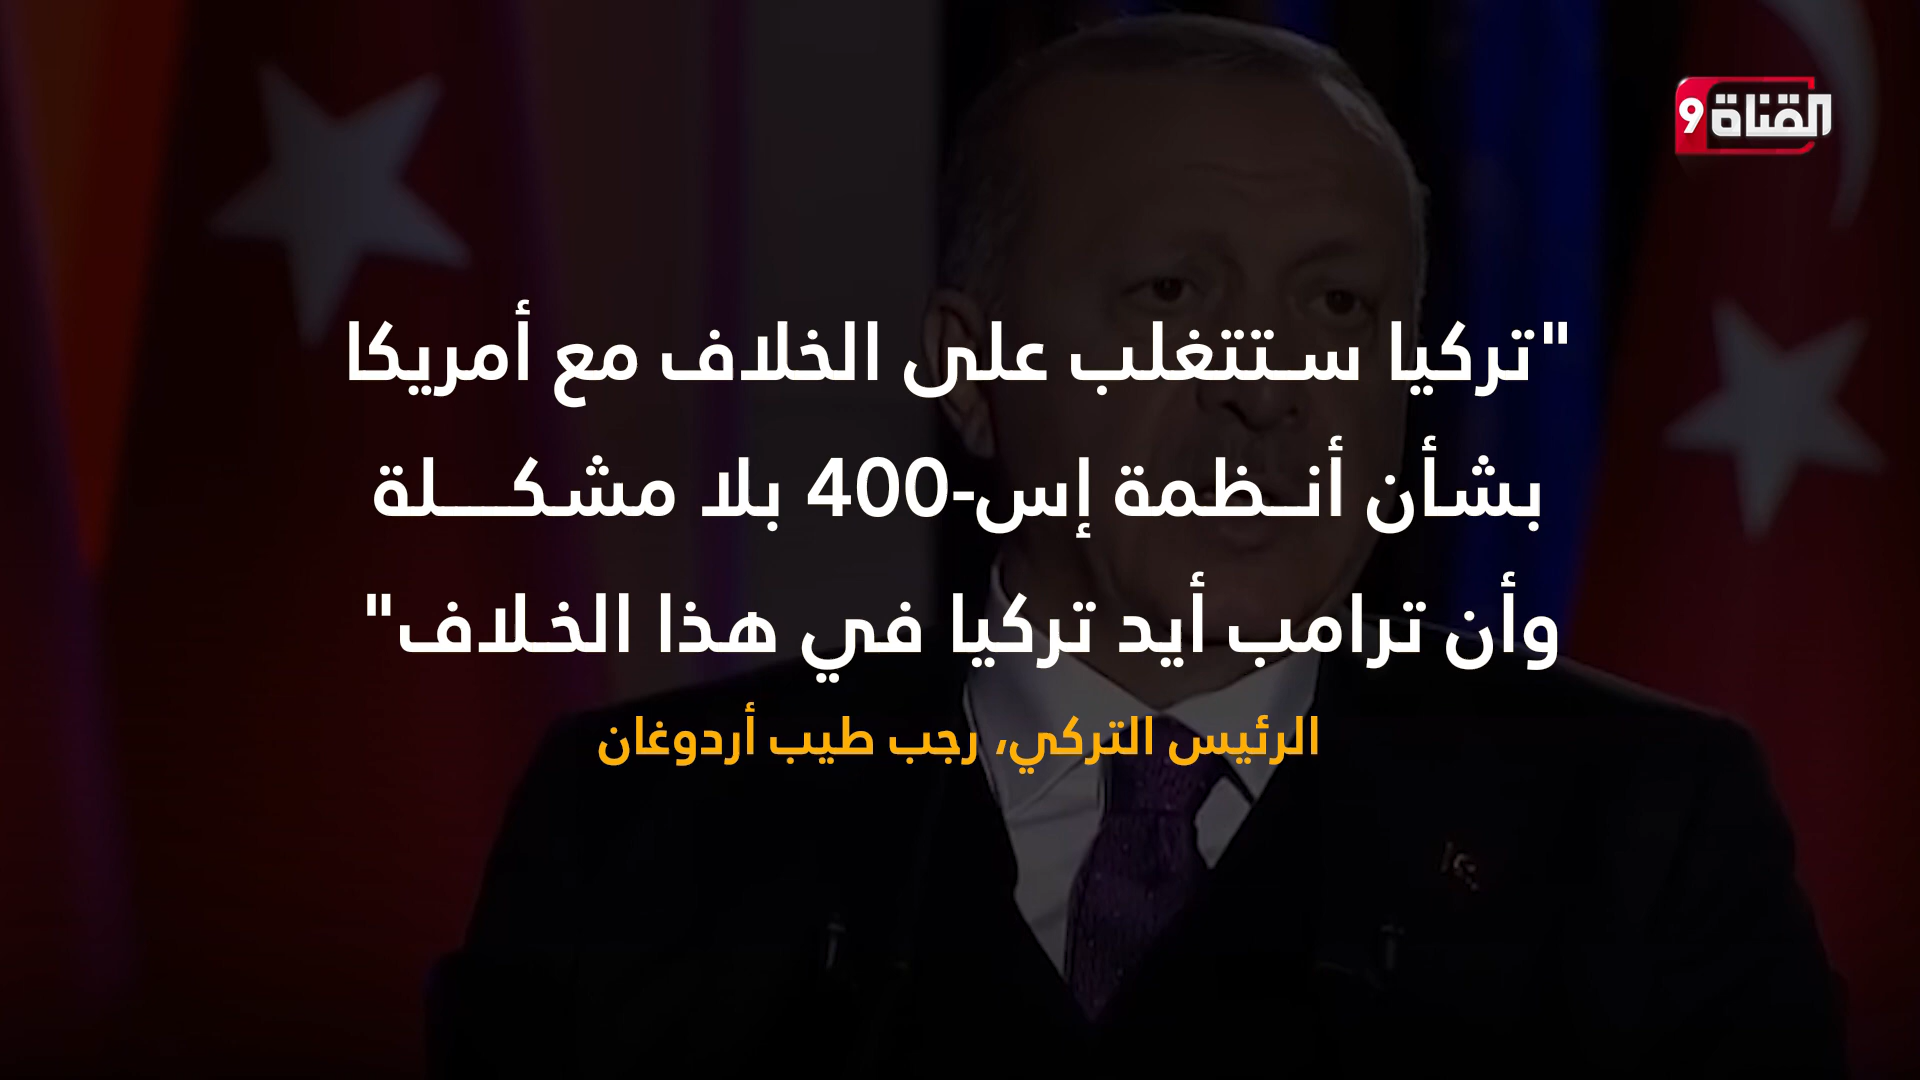 القناة 9
"تركيا ستتغلب على الخلاف مع أمريكا
بشأن أنظمة إس-400 بلا مشكلة
وأن ترامب أيد تركيا في هذا الخلاف"
الرئيس التركي، رجب طيب أردوغان